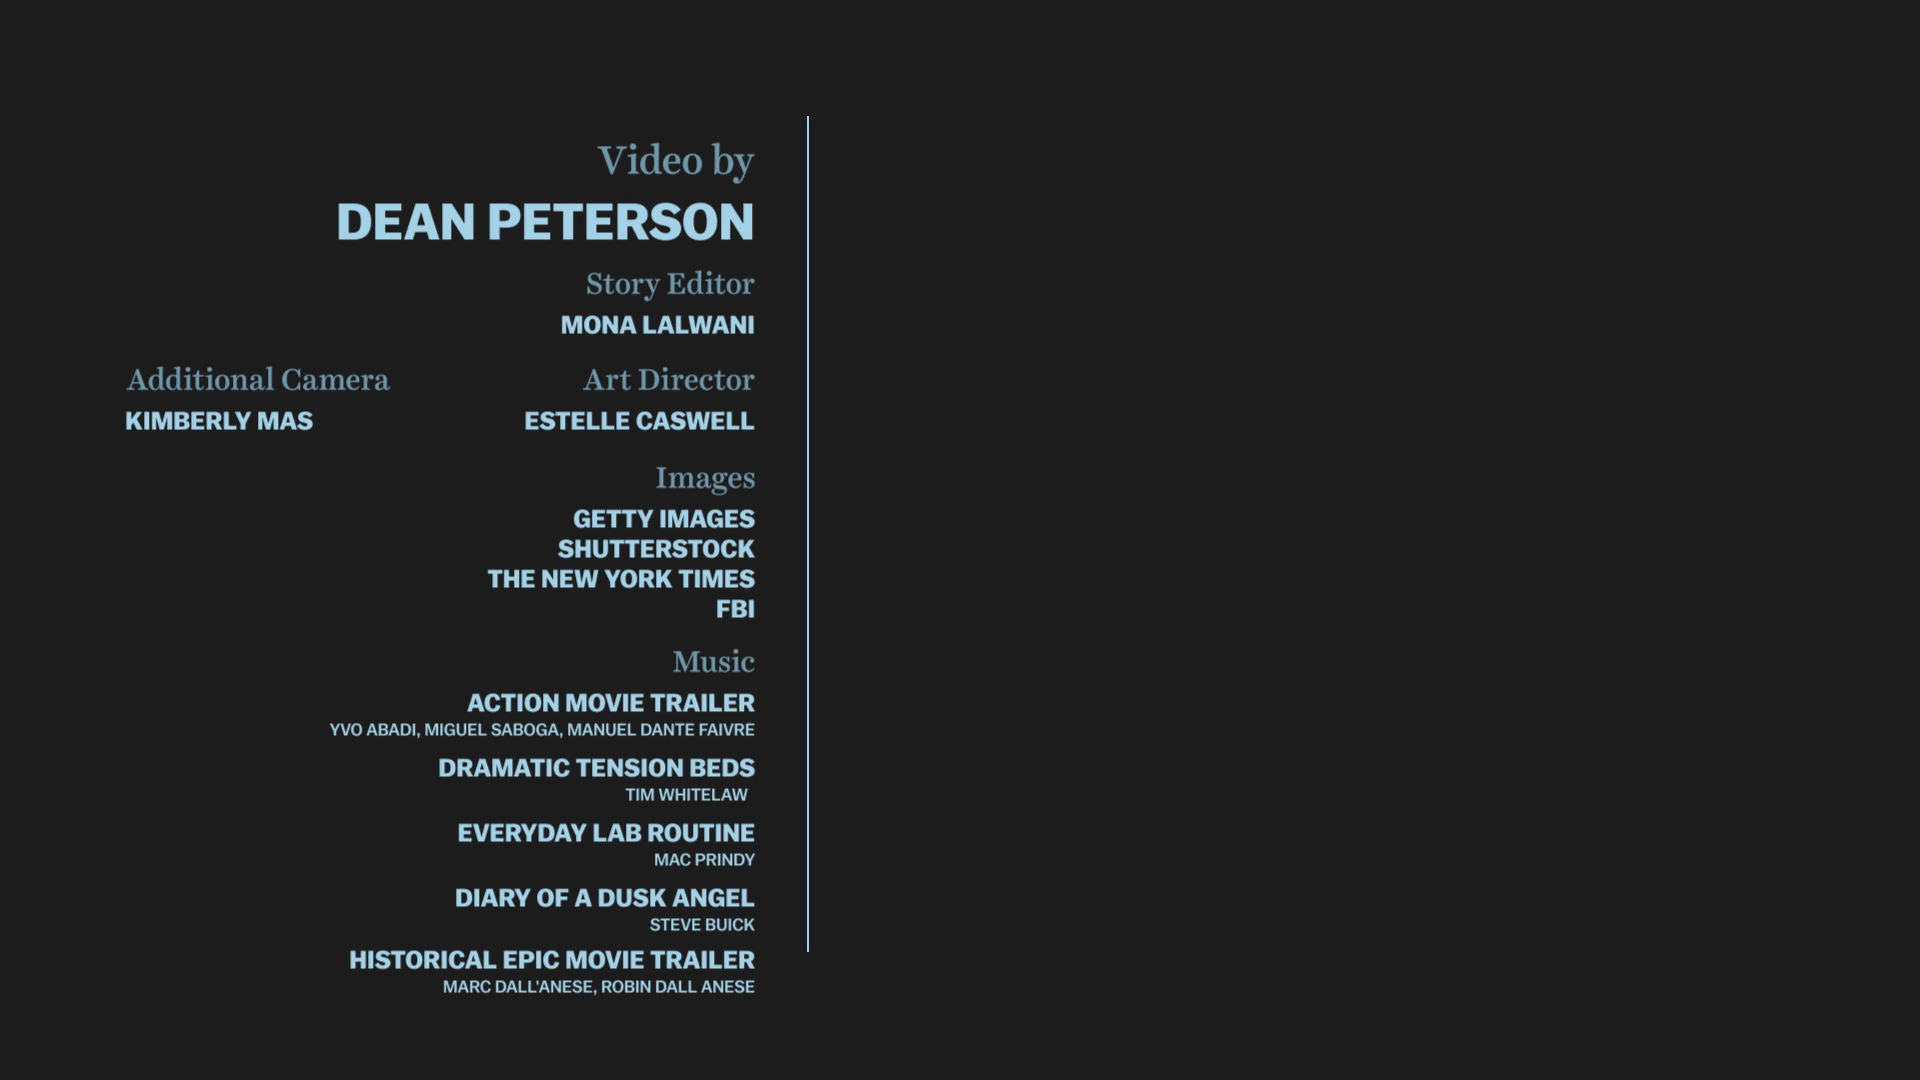 Video by
DEAN PETERSON
Story Editor
MONA LALWANI
Additional Camera
KIMBERLY MAS
Art Director
ESTELLE CASWELL
Images
GETTY IMAGES
SHUTTERSTOCK
THE NEW YORK TIMES
FBI
Music
ACTION MOVIE TRAILER
YVO ABADI, MIGUEL SABOGA, MANUEL DANTE FAIVRE
DRAMATIC TENSION BEDS
TIM WHITELAW
EVERYDAY LAB ROUTINE
MAC PRINDY
DIARY OF A DUSK ANGEL
STEVE BUICK
HISTORICAL EPIC MOVIE TRAILER
MARC DALL'ANESE, ROBIN DALL ANESE